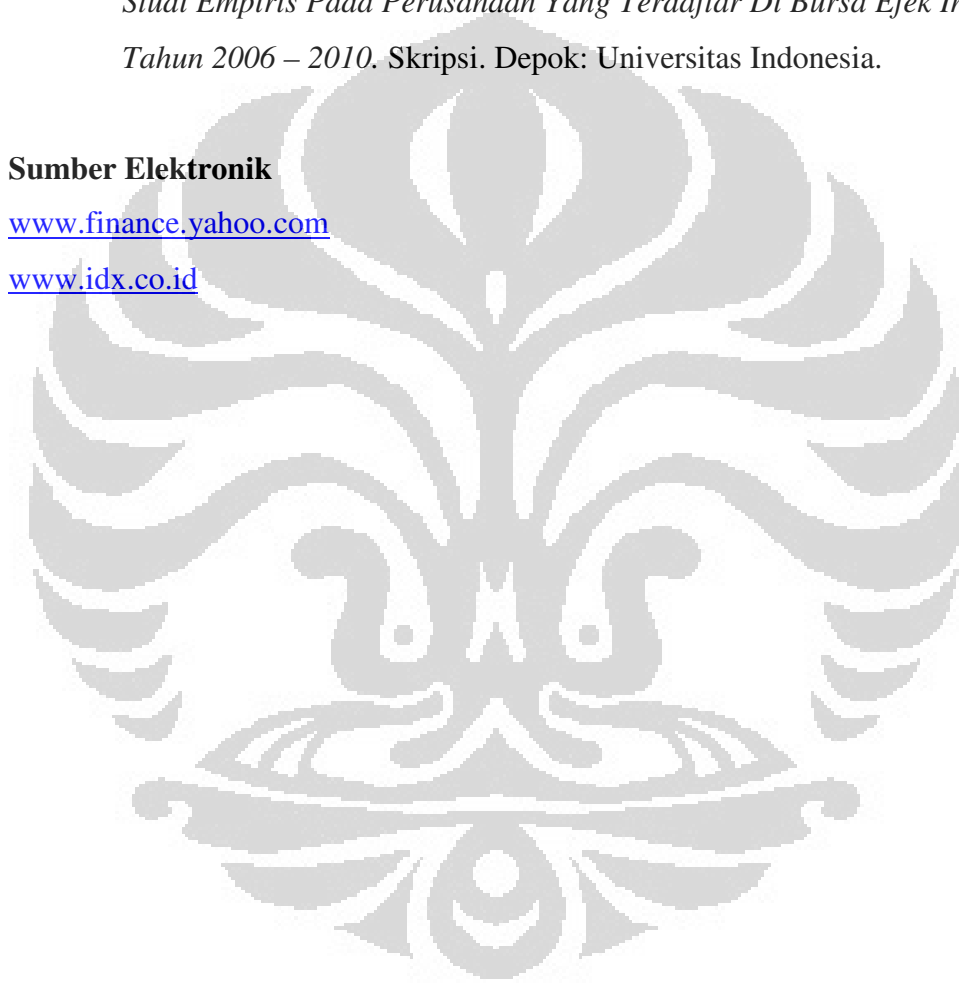 Studi Empiris Pada Perusahaan Yang Terdaftar Di Bursa Efek
Tahun 2006 – 2010. Skripsi. Depok: Universitas Indonesia.
Sumber Elektronik
www.finance.yahoo.com
www.idx.co.id